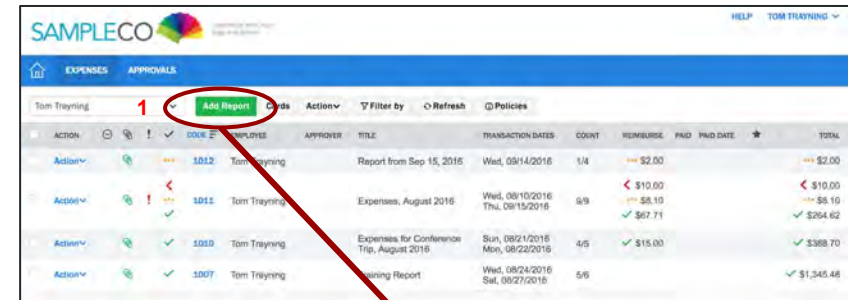 HELP TOM TRAYNING
SAMPLECO
EXPENSES APPROVALS
Tom Trayning 1 Add Report Cards Action Filter by Refresh Policies
ACTION ! CODE EMPLOYEE APPROVER TITLE TRANSACTION DATES COUNT REIMBURSE PAID PAID DATE TOTAL
Action 1012 Tom Trayning Report from Sep 15, 2016 Wed, 09/14/2016 1/4 $2.00 $2.00
$10.00 $10.00
Action ! 1011 Tom Trayning Expenses, August 2016 Wed, 08/10/2016 9/9 $8.10 $8.10
Thu, 09/15/2016
$67.71 $264.62
Action 1010 Tom Trayning Expenses for Conference Sun, 08/21/2016 4/5 $15.00 $388.70
Trip, August 2016 Mon, 08/22/2016
Action 1007 Tom Trayning Training Report Wed, 08/24/2016 5/6 $1,345.48
Sat, 08/27/2016